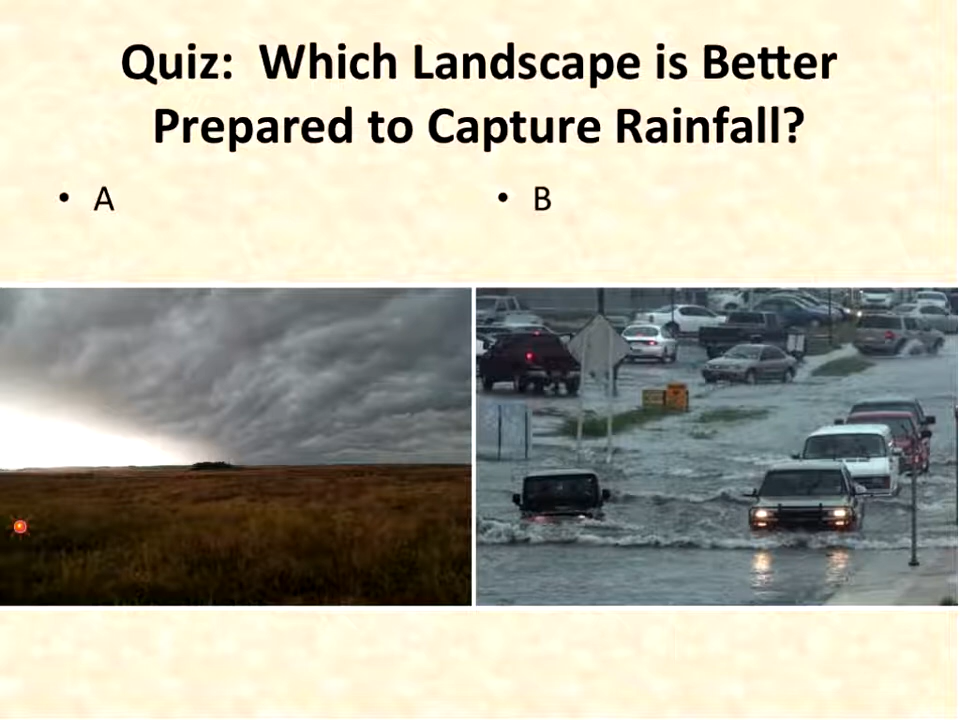 Quiz: Which Landscape is Better
Prepared to Capture Rainfall?
• A
• B